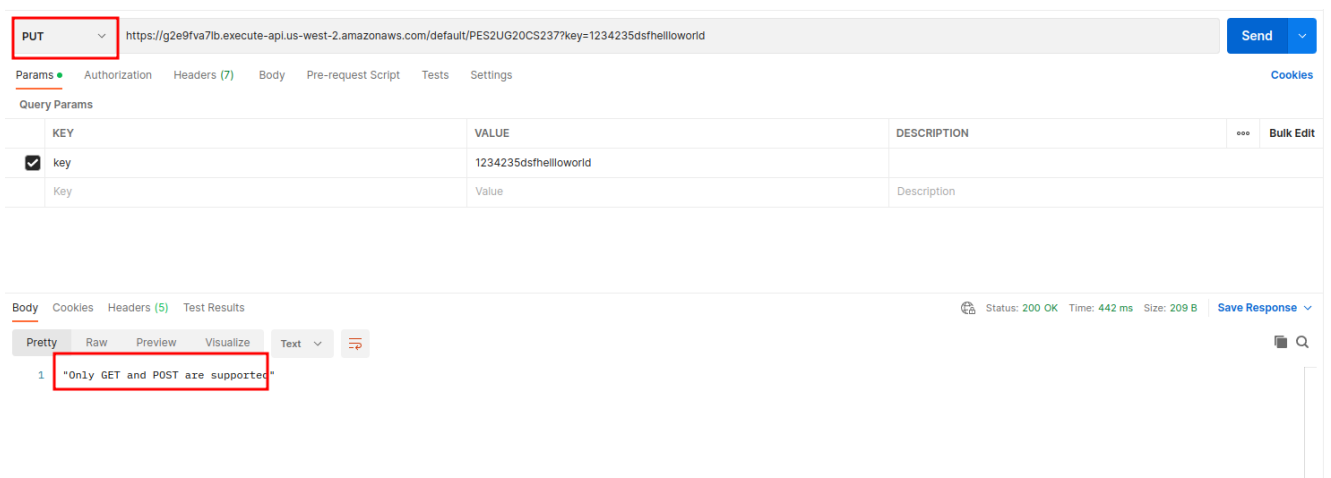 PUT https://g2e9fva7lb.execute-api.us-west-2.amazonaws.com/default/PES2UG20CS237?key=1234235dsfhellloworld Send
Params Authorization Headers (7) Body Pre-request Script Tests Settings Cookies
Query Params
KEY VALUE DESCRIPTION ooo Bulk Edit
key 1234235dsfhellloworld
Key Value Description
Body Cookies Headers (5) Test Results Status: 200 OK Time: 442 ms Size: 209 B Save Response
Pretty Raw Preview Visualize Text
1 "Only GET and POST are supported"